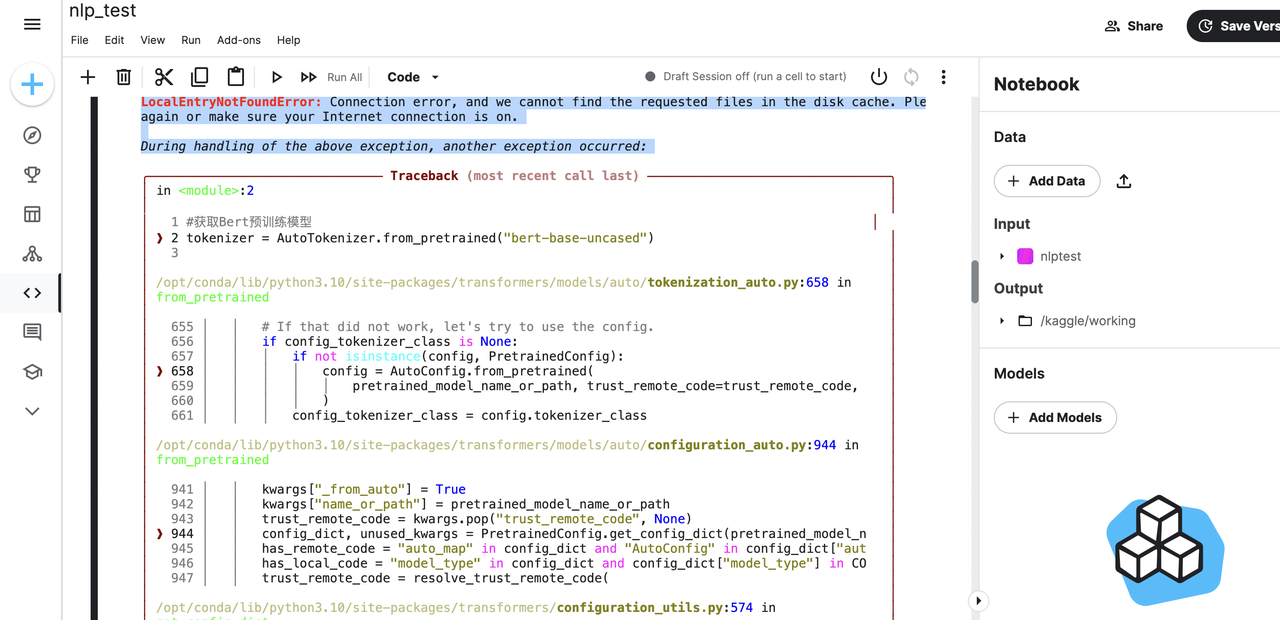 nlp_test
File Edit View Run Add-ons Help
Share
Save Vers
Run All
Code
Draft Session off (run a cell to start)
LocalEntryNotFoundError: Connection error, and we cannot find the requested files in the disk cache. Ple
again or make sure your Internet connection is on.
During handling of the above exception, another exception occurred:
Traceback (most recent call last)
in <module>:2
1 #获取Bert预训练模型
❱ 2 tokenizer = AutoTokenizer.from_pretrained("bert-base-uncased")
3
/opt/conda/lib/python3.10/site-packages/transformers/models/auto/tokenization_auto.py:658 in
from_pretrained
655 # If that did not work, let's try to use the config.
656 if config_tokenizer_class is None:
657 if not isinstance(config, PretrainedConfig):
❱ 658 config = AutoConfig.from_pretrained(
659 pretrained_model_name_or_path, trust_remote_code=trust_remote_code,
660 )
661 config_tokenizer_class = config.tokenizer_class
/opt/conda/lib/python3.10/site-packages/transformers/models/auto/configuration_auto.py:944 in
from_pretrained
941 kwargs["_from_auto"] = True
942 kwargs["name_or_path"] = pretrained_model_name_or_path
943 trust_remote_code = kwargs.pop("trust_remote_code", None)
❱ 944 config_dict, unused_kwargs = PretrainedConfig.get_config_dict(pretrained_model_n
945 has_remote_code = "auto_map" in config_dict and "AutoConfig" in config_dict["aut
946 has_local_code = "model_type" in config_dict and config_dict["model_type"] in CO
947 trust_remote_code = resolve_trust_remote_code(
/opt/conda/lib/python3.10/site-packages/transformers/configuration_utils.py:574 in
Notebook
Data
Add Data
Input
nlptest
Output
/kaggle/working
Models
Add Models